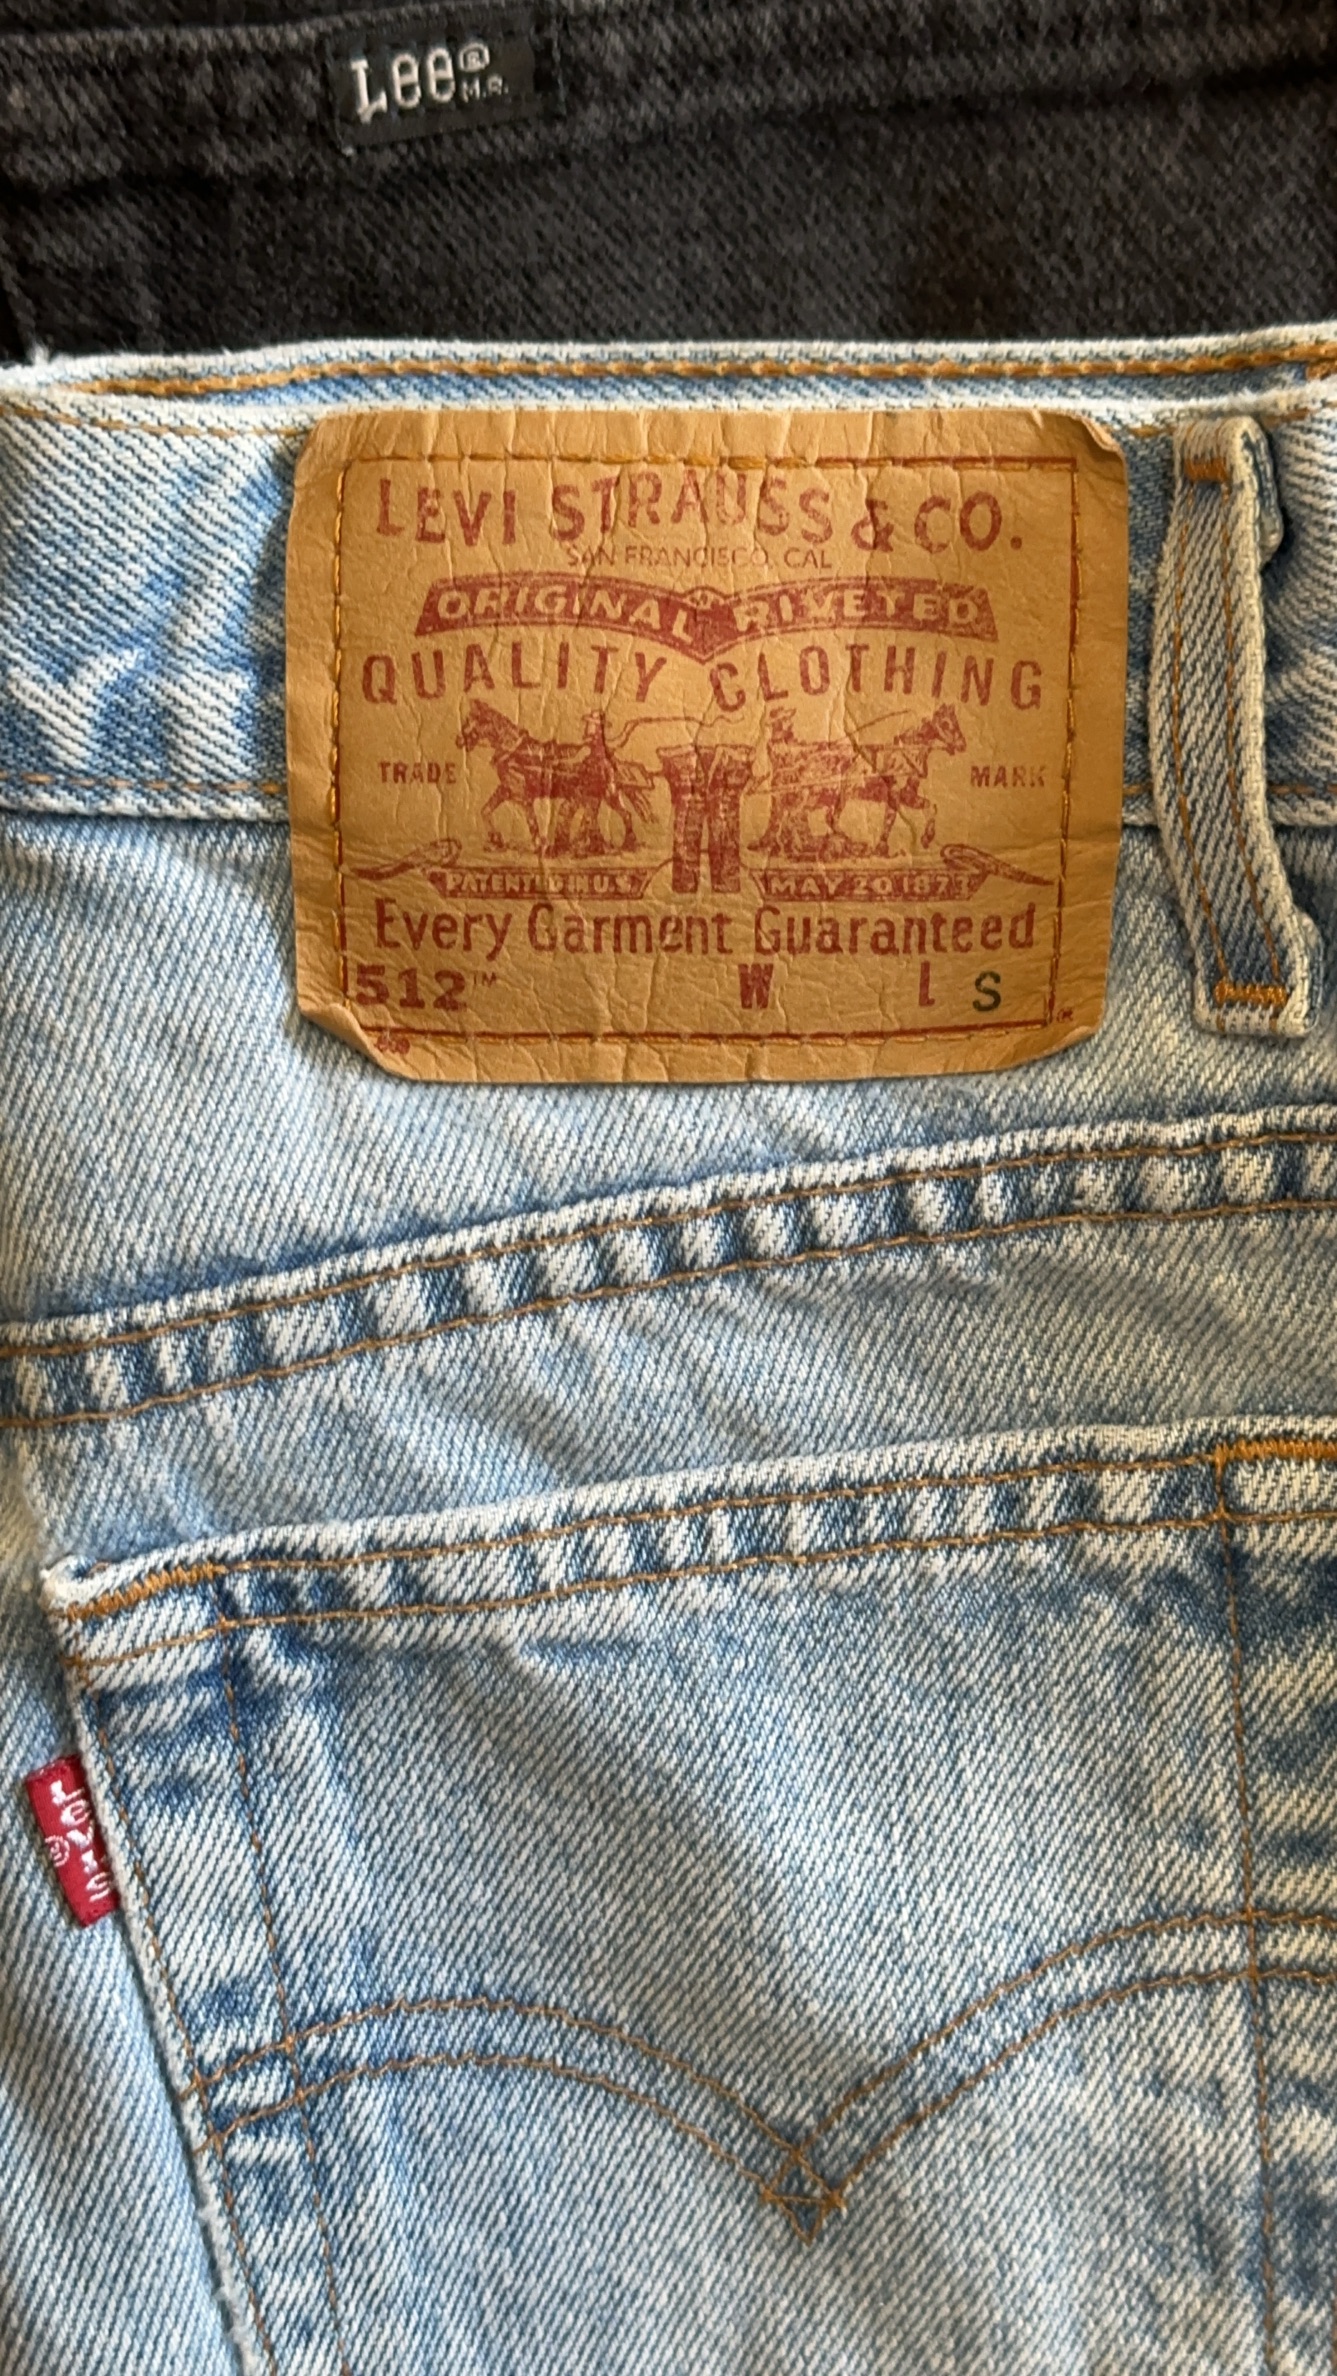 Lee® M.R.
LEVI STRAUSS & CO.
SAN FRANCISCO, CAL
ORIGINAL RIVETED
QUALITY CLOTHING
TRADE MARK
PATENTED IN U.S. MAY 20 1873
Every Garment Guaranteed
512™ W L S
®
LEVI'S ®